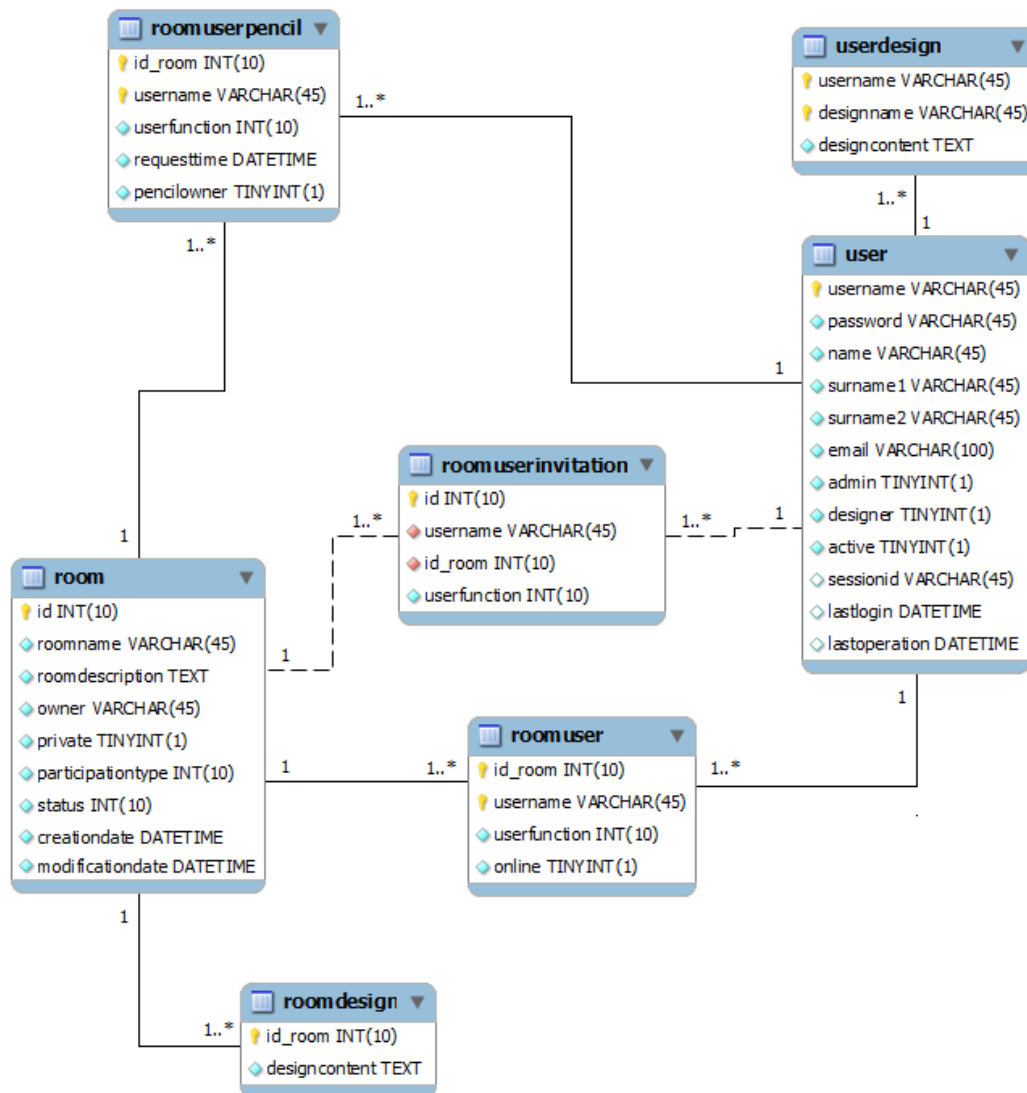 roomuserpencil
id_room INT(10)
username VARCHAR(45)
userfunction INT(10)
requesttime DATETIME
pencilowner TINYINT(1)
1..*
1..*
userdesign
username VARCHAR(45)
designname VARCHAR(45)
designcontent TEXT
1..*
1
user
username VARCHAR(45)
password VARCHAR(45)
name VARCHAR(45)
surname1 VARCHAR(45)
surname2 VARCHAR(45)
email VARCHAR(100)
admin TINYINT(1)
designer TINYINT(1)
active TINYINT(1)
sessionid VARCHAR(45)
lastlogin DATETIME
lastoperation DATETIME
1
1
1
roomuserinvitation
id INT(10)
username VARCHAR(45)
id_room INT(10)
userfunction INT(10)
1..*
1..*
1
room
id INT(10)
roomname VARCHAR(45)
roomdescription TEXT
owner VARCHAR(45)
private TINYINT(1)
participationtype INT(10)
status INT(10)
creationdate DATETIME
modificationdate DATETIME
1
1
1
roomuser
id_room INT(10)
username VARCHAR(45)
userfunction INT(10)
online TINYINT(1)
1..*
1..*
roomdesign
id_room INT(10)
designcontent TEXT
1..*